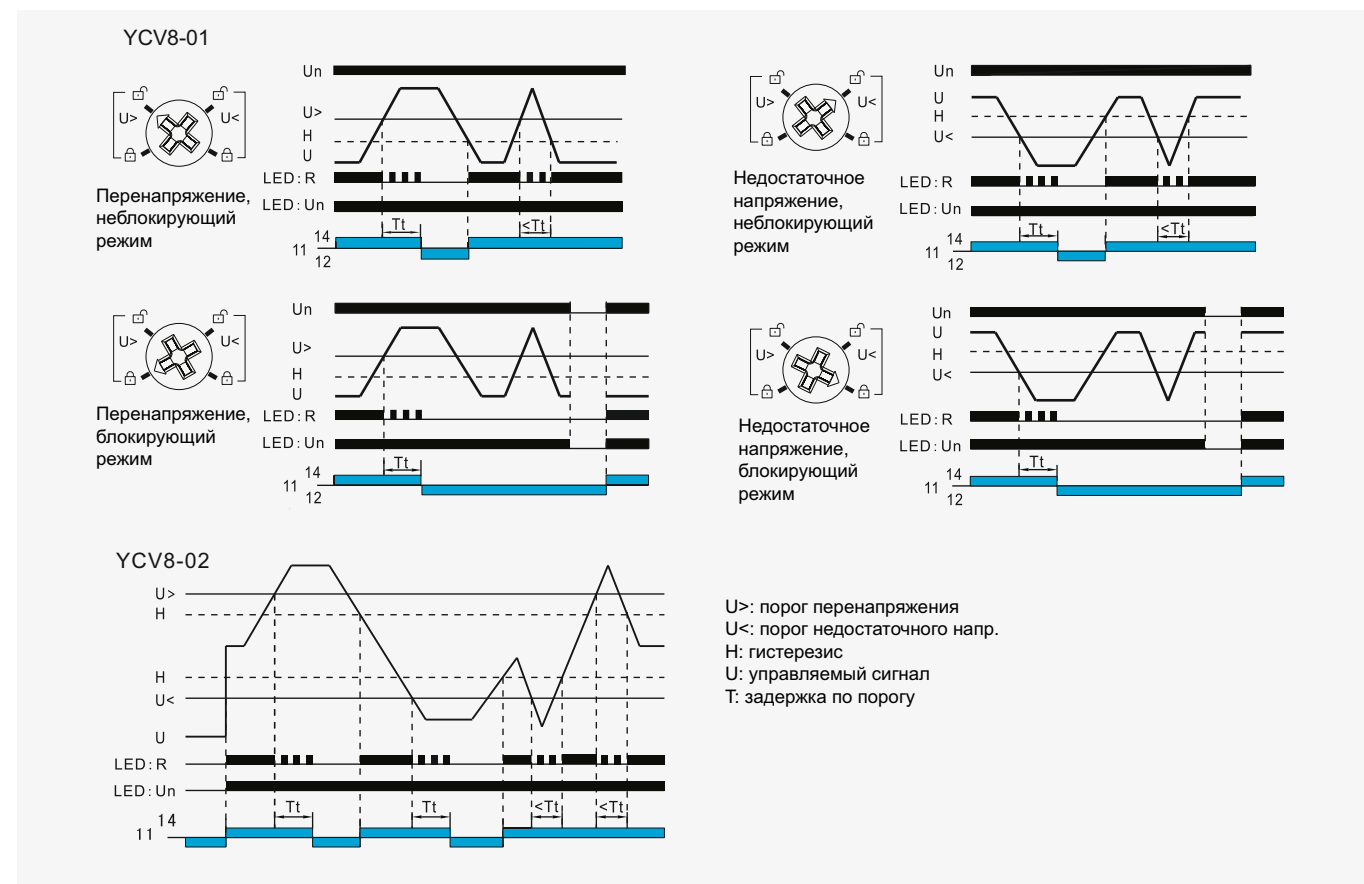 YCV8-01
U>
U<
Перенапряжение,
неблокирующий
режим
Un
U>
H
U
LED:R
LED:Un
Tt
<Tt
14
11
12
U>
U<
Недостаточное
напряжение,
неблокирующий
режим
Un
U
H
U<
LED:R
LED:Un
Tt
<Tt
14
11
12
U>
U<
Перенапряжение,
блокирующий
режим
Un
U>
H
U
LED:R
LED:Un
Tt
14
11
12
U>
U<
Недостаточное
напряжение,
блокирующий
режим
Un
U
H
U<
LED:R
LED:Un
Tt
14
11
12
YCV8-02
U>
H
H
U<
U
LED:R
LED:Un
Tt
Tt
<Tt
<Tt
14
11
U>: порог перенапряжения
U<: порог недостаточного напр.
H: гистерезис
U: управляемый сигнал
T: задержка по порогу